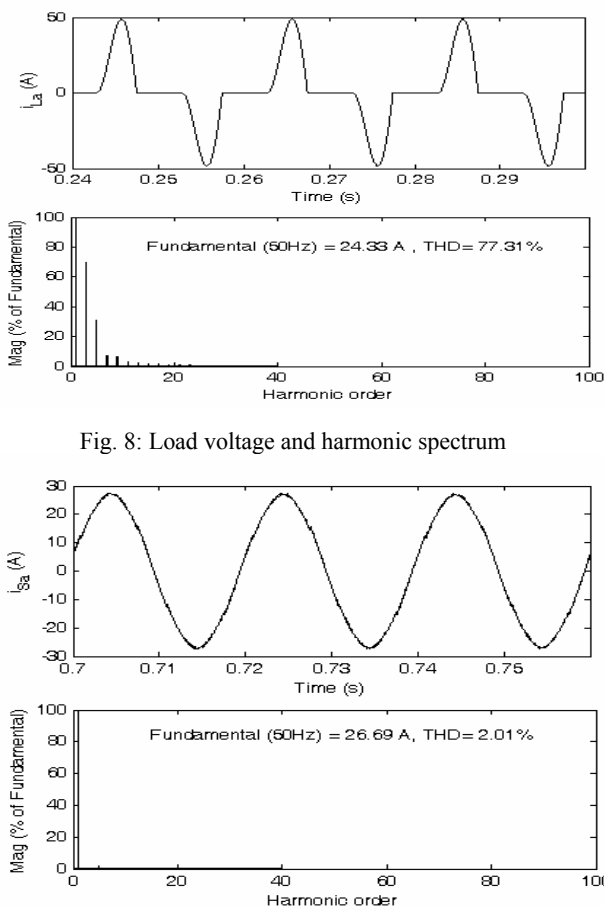 50
0
-50
i_La (A)
0.24 0.25 0.26 0.27 0.28 0.29
Time (s)
100
80
60
40
20
0
Mag (% of Fundamental)
Fundamental (50Hz) = 24.33 A , THD= 77.31%
0 20 40 60 80 100
Harmonic order
Fig. 8: Load voltage and harmonic spectrum
30
20
10
0
-10
-20
-30
i_Sa (A)
0.7 0.71 0.72 0.73 0.74 0.75
Time (s)
100
80
60
40
20
0
Mag (% of Fundamental)
Fundamental (50Hz) = 26.69 A, THD= 2.01%
0 20 40 60 80 100
Harmonic order